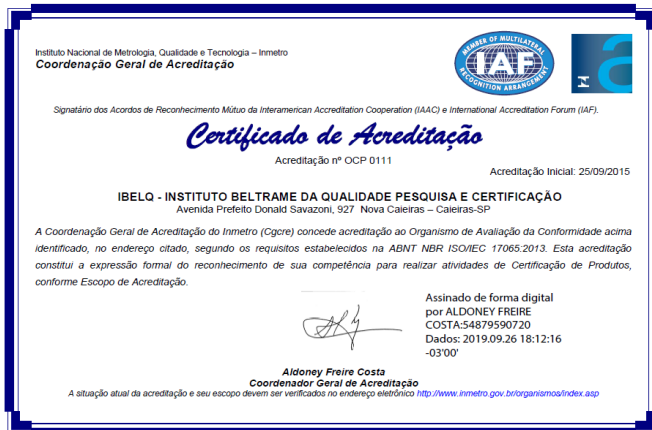 Instituto Nacional de Metrologia, Qualidade e Tecnologia – Inmetro
Coordenação Geral de Acreditação
MEMBER OF MULTILATERAL
IAF
RECOGNITION ARRANGEMENT
Signatário dos Acordos de Reconhecimento Mútuo da Interamerican Accreditation Cooperation (IAAC) e International Accreditation Forum (IAF).
Certificado de Acreditação
Acreditação nº OCP 0111
Acreditação Inicial: 25/09/2015
IBELQ - INSTITUTO BELTRAME DA QUALIDADE PESQUISA E CERTIFICAÇÃO
Avenida Prefeito Donald Savazoni, 927 Nova Caieiras – Caieiras-SP
A Coordenação Geral de Acreditação do Inmetro (Cgcre) concede acreditação ao Organismo de Avaliação da Conformidade acima
identificado, no endereço citado, segundo os requisitos estabelecidos na ABNT NBR ISO/IEC 17065:2013. Esta acreditação
constitui a expressão formal do reconhecimento de sua competência para realizar atividades de Certificação de Produtos,
conforme Escopo de Acreditação.
Assinado de forma digital
por ALDONEY FREIRE
COSTA:54879590720
Dados: 2019.09.26 18:12:16
-03'00'
Aldoney Freire Costa
Coordenador Geral de Acreditação
A situação atual da acreditação e seu escopo devem ser verificados no endereço eletrônico http://www.inmetro.gov.br/organismos/index.asp